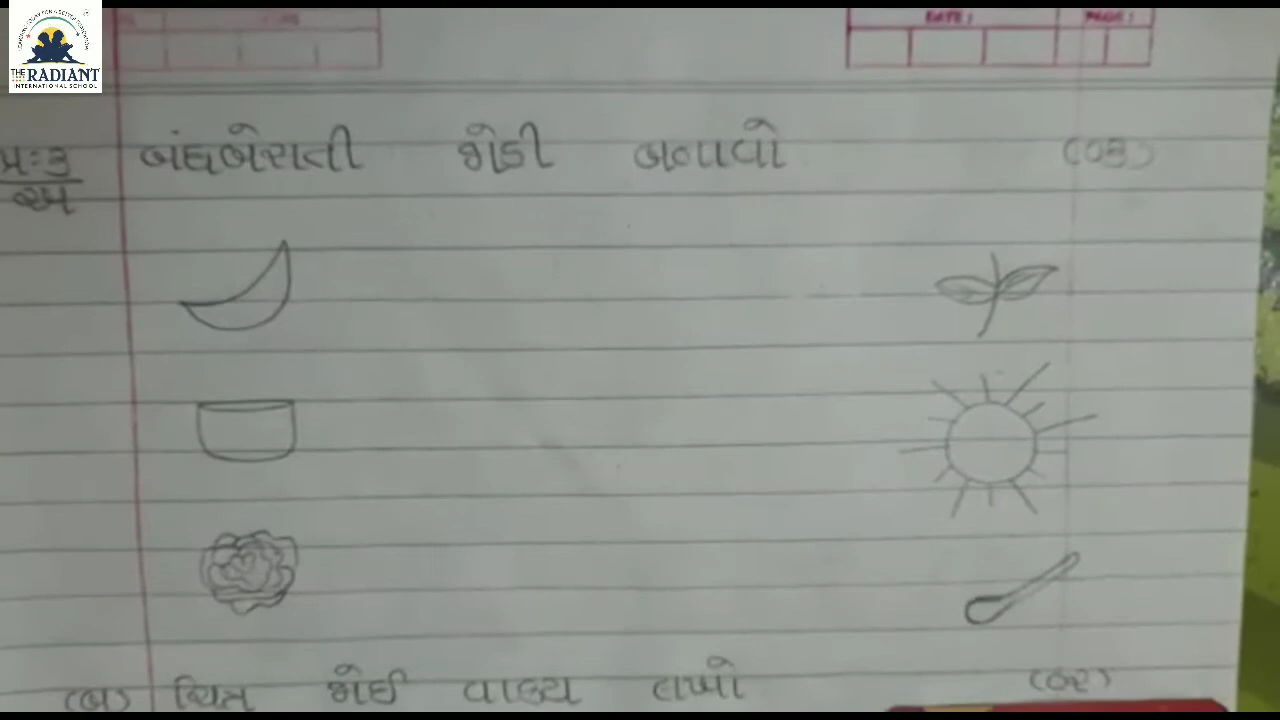 THE RADIANT
INTERNATIONAL SCHOOL
DATE: PAGE:
પ્ર:૩ બંધબેસતી જોડી બનાવો (૦૩)
અ
(બ) ચિત્ર જોઈ વાક્ય લખો (૦૨)